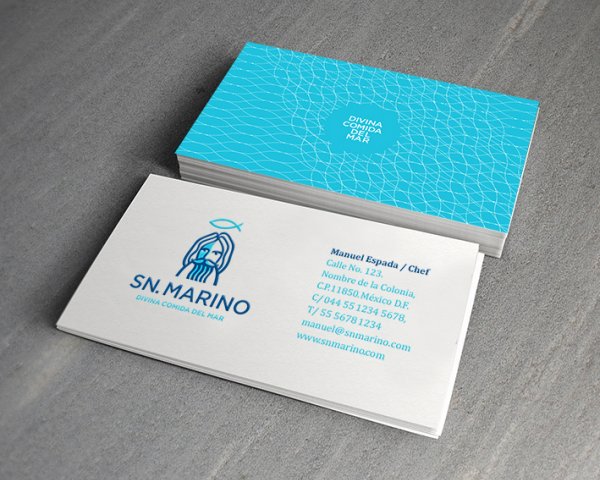 DIVINA
COMIDA
DEL
MAR
SN. MARINO
DIVINA COMIDA DEL MAR
Manuel Espada / Chef
Calle No. 123.
Nombre de la Colonia,
C.P.11850, México D.F.
C/ 044 55 1234 5678,
T/ 55 5678 1234
manuel@snmarino.com
www.snmarino.com